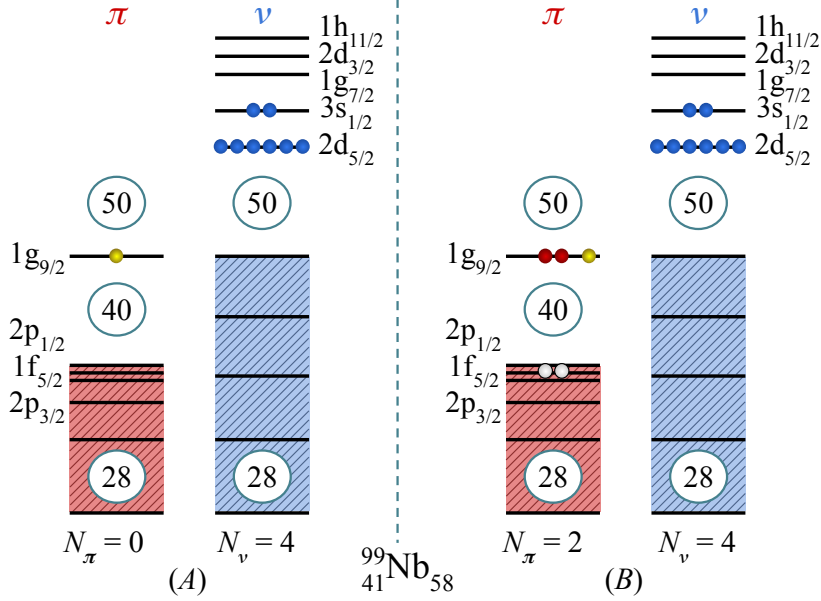 π ν π ν
1h11/2 1h11/2
2d3/2 2d3/2
1g7/2 1g7/2
3s1/2 3s1/2
2d5/2 2d5/2
50 50 50 50
1g9/2 1g9/2
40 40
2p1/2 2p1/2
1f5/2 1f5/2
2p3/2 2p3/2
28 28 28 28
Nπ = 0 Nν = 4 Nπ = 2 Nν = 4
(A) 99 41Nb58 (B)